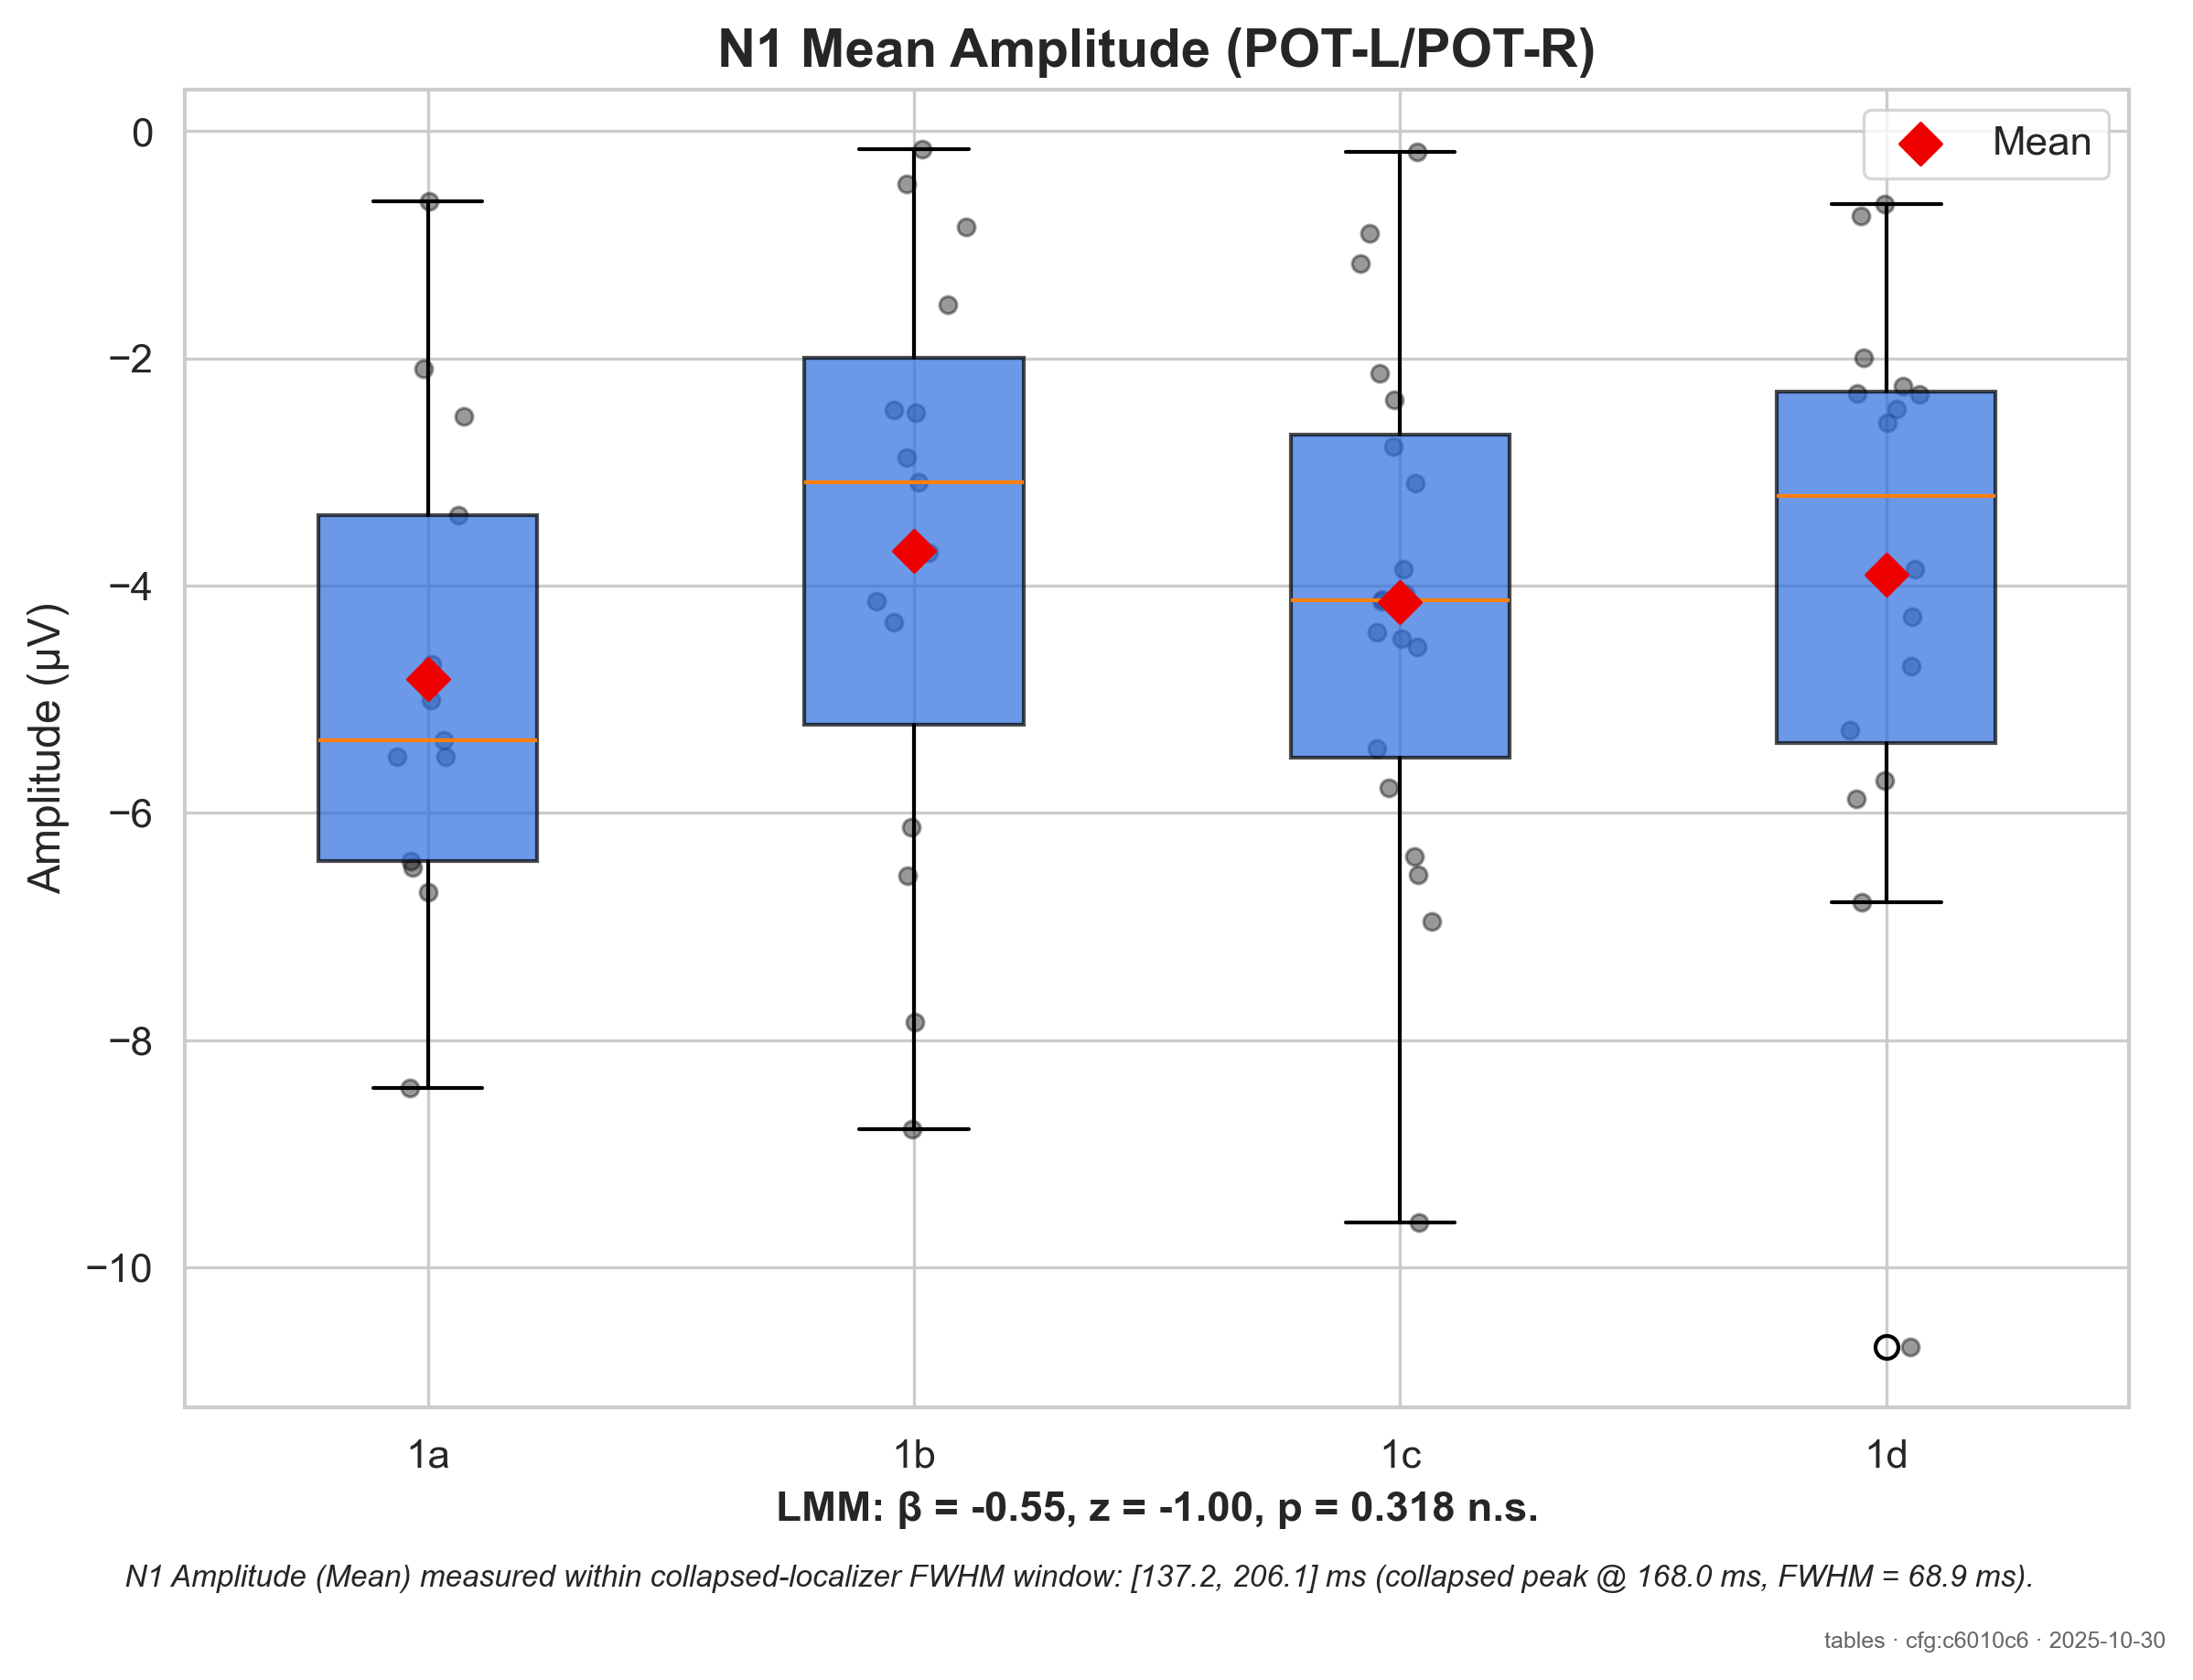 N1 Mean Amplitude (POT-L/POT-R)
Mean
Amplitude (µV)
0
−2
−4
−6
−8
−10
1a 1b 1c 1d
LMM: β = -0.55, z = -1.00, p = 0.318 n.s.
N1 Amplitude (Mean) measured within collapsed-localizer FWHM window: [137.2, 206.1] ms (collapsed peak @ 168.0 ms, FWHM = 68.9 ms).
tables · cfg:c6010c6 · 2025-10-30